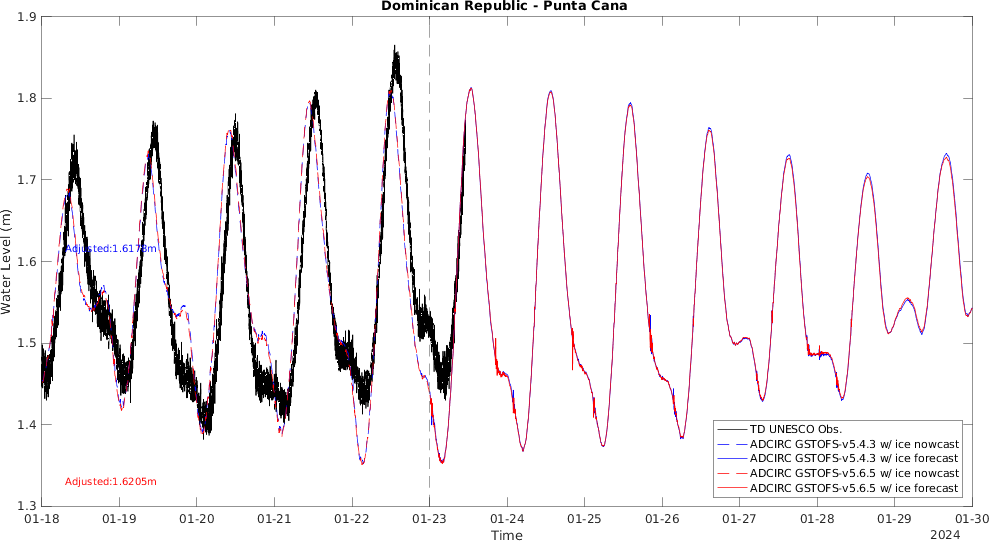 Dominican Republic - Punta Cana
1.9
1.8
1.7
1.6
1.5
1.4
1.3
Water Level (m)
Adjusted:1.6178m
Adjusted:1.6205m
TD UNESCO Obs.
ADCIRC GSTOFS-v5.4.3 w/ ice nowcast
ADCIRC GSTOFS-v5.4.3 w/ ice forecast
ADCIRC GSTOFS-v5.6.5 w/ ice nowcast
ADCIRC GSTOFS-v5.6.5 w/ ice forecast
01-18 01-19 01-20 01-21 01-22 01-23 01-24 01-25 01-26 01-27 01-28 01-29 01-30
Time
2024